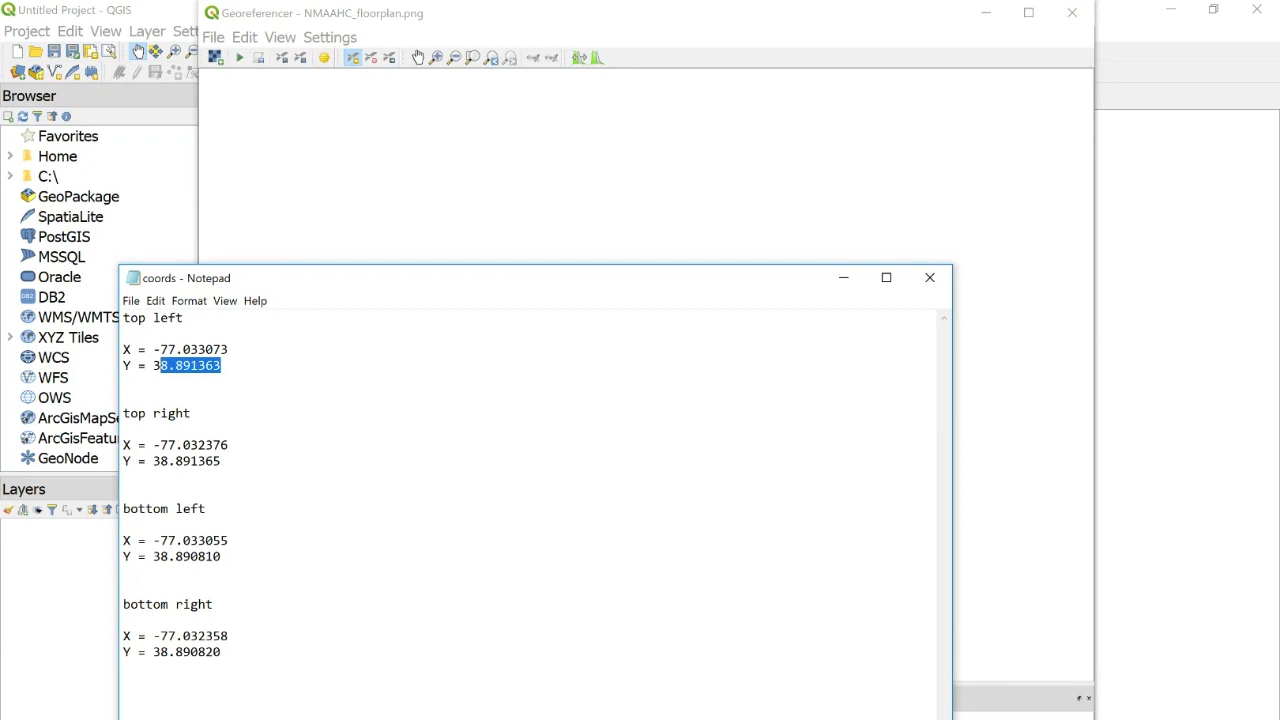 Untitled Project - QGIS
Project Edit View Layer Sett
Georeferencer - NMAAHC_floorplan.png
File Edit View Settings
Browser
Favorites
Home
C:\
GeoPackage
SpatiaLite
PostGIS
MSSQL
Oracle
DB2
WMS/WMTS
XYZ Tiles
WCS
WFS
OWS
ArcGisMapSe
ArcGisFeatu
GeoNode
Layers
coords - Notepad
File Edit Format View Help
top left
X = -77.033073
Y = 38.891363
top right
X = -77.032376
Y = 38.891365
bottom left
X = -77.033055
Y = 38.890810
bottom right
X = -77.032358
Y = 38.890820